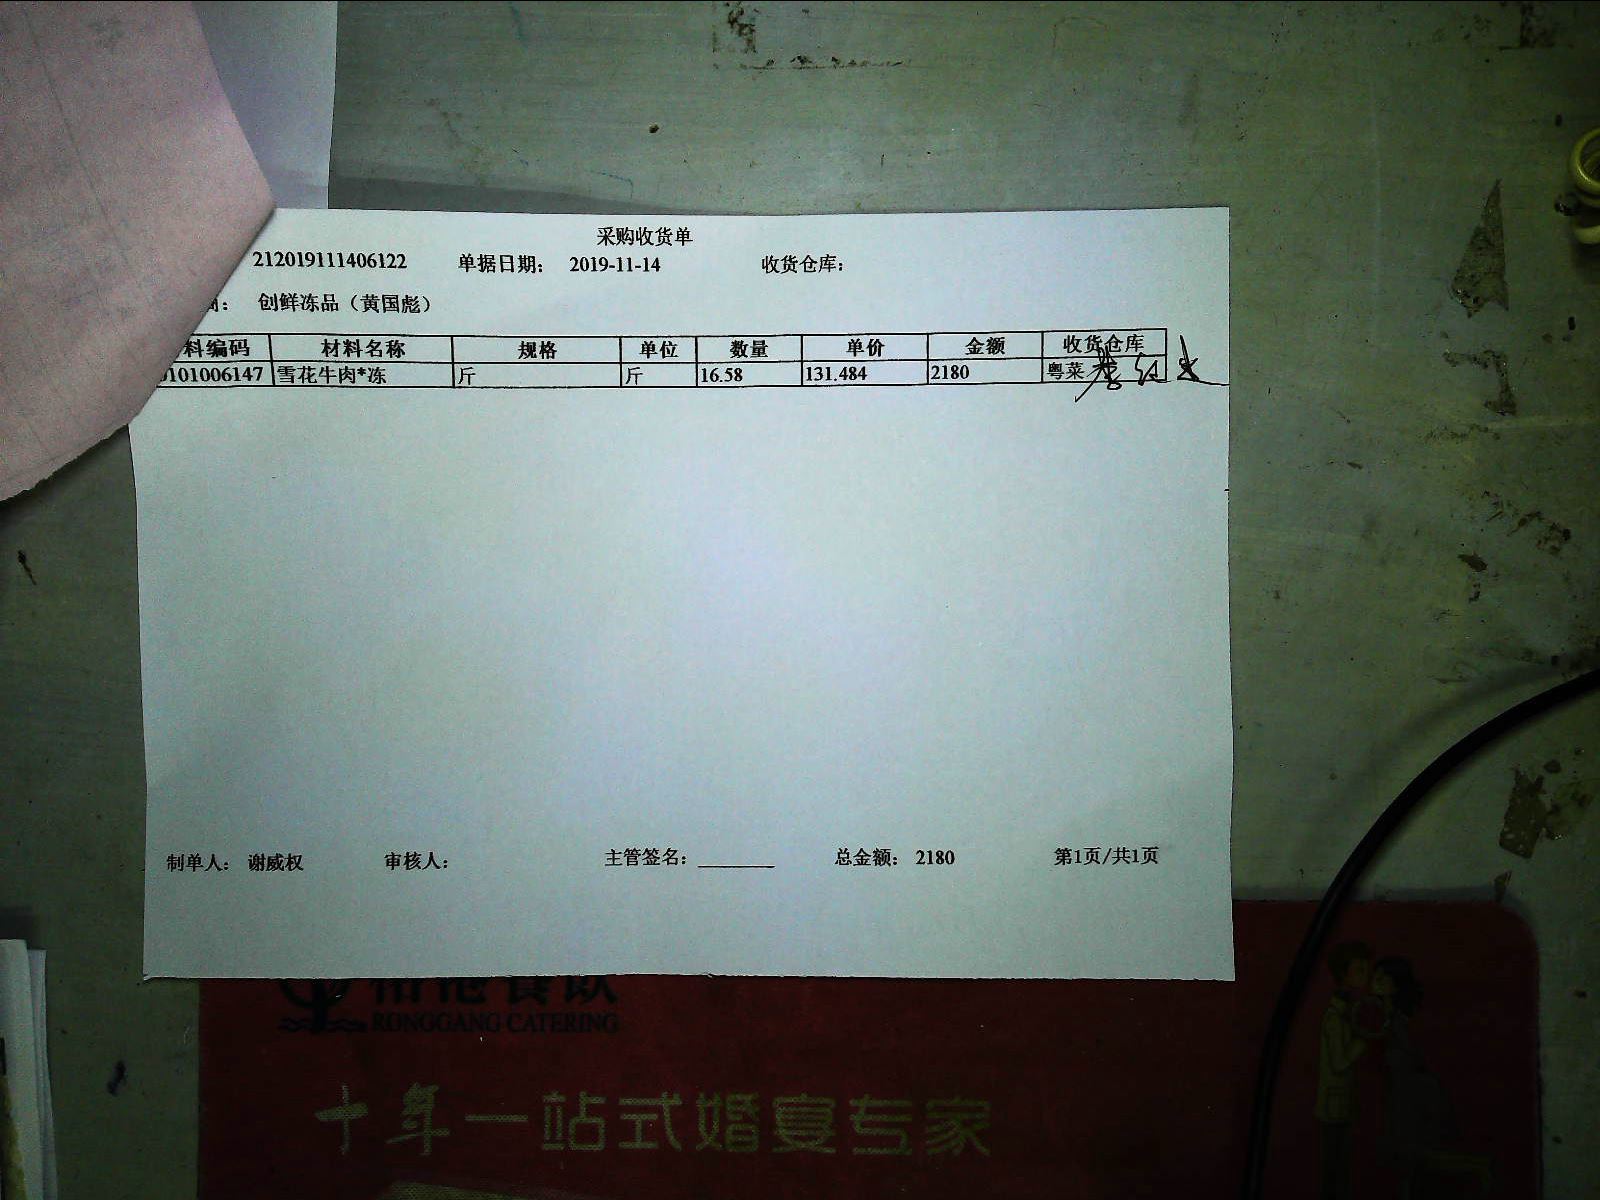 采购收货单
212019111406122 单据日期： 2019-11-14 收货仓库：
商： 创鲜冻品（黄国彪）
料编码 材料名称 规格 单位 数量 单价 金额 收货仓库
0101006147 雪花牛肉*冻 斤 斤 16.58 131.484 2180 粤菜
制单人： 谢威权 审核人： 主管签名： 总金额： 2180 第1页/共1页
RONGGANG CATERING
十年一站式婚宴专家